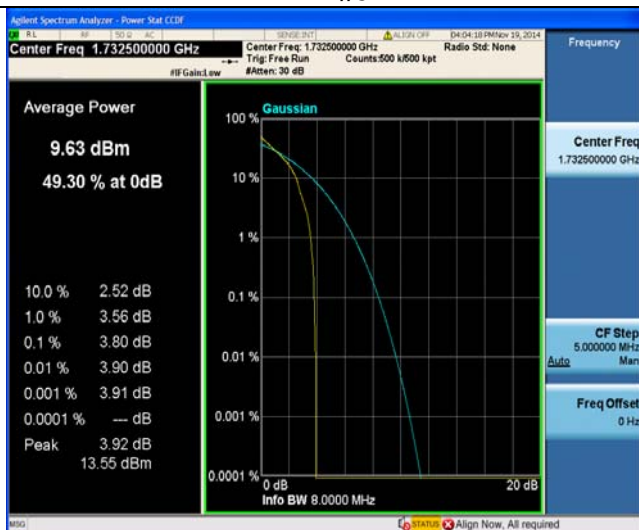 Agilent Spectrum Analyzer - Power Stat CCDF
RL RF 50 Ω AC SENSE:INT ALIGN OFF 04:04:18 PM Nov 19, 2014
Center Freq 1.732500000 GHz
Center Freq: 1.732500000 GHz Radio Std: None
Trig: Free Run Counts:500 k/500 kpt
#IFGain:Low #Atten: 30 dB
Frequency
Average Power
9.63 dBm
49.30 % at 0dB
10.0 % 2.52 dB
1.0 % 3.56 dB
0.1 % 3.80 dB
0.01 % 3.90 dB
0.001 % 3.91 dB
0.0001 % --- dB
Peak 3.92 dB
13.55 dBm
Gaussian
100 %
10 %
1 %
0.1 %
0.01 %
0.001 %
0.0001 %
0 dB 20 dB
Info BW 8.0000 MHz
Center Freq
1.732500000 GHz
CF Step
5.000000 MHz
Auto Man
Freq Offset
0 Hz
MSG STATUS Align Now, All required